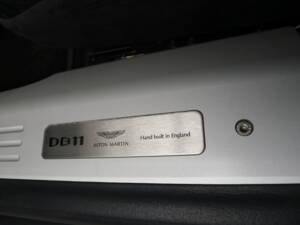 DB11
ASTON MARTIN
Hand built in England